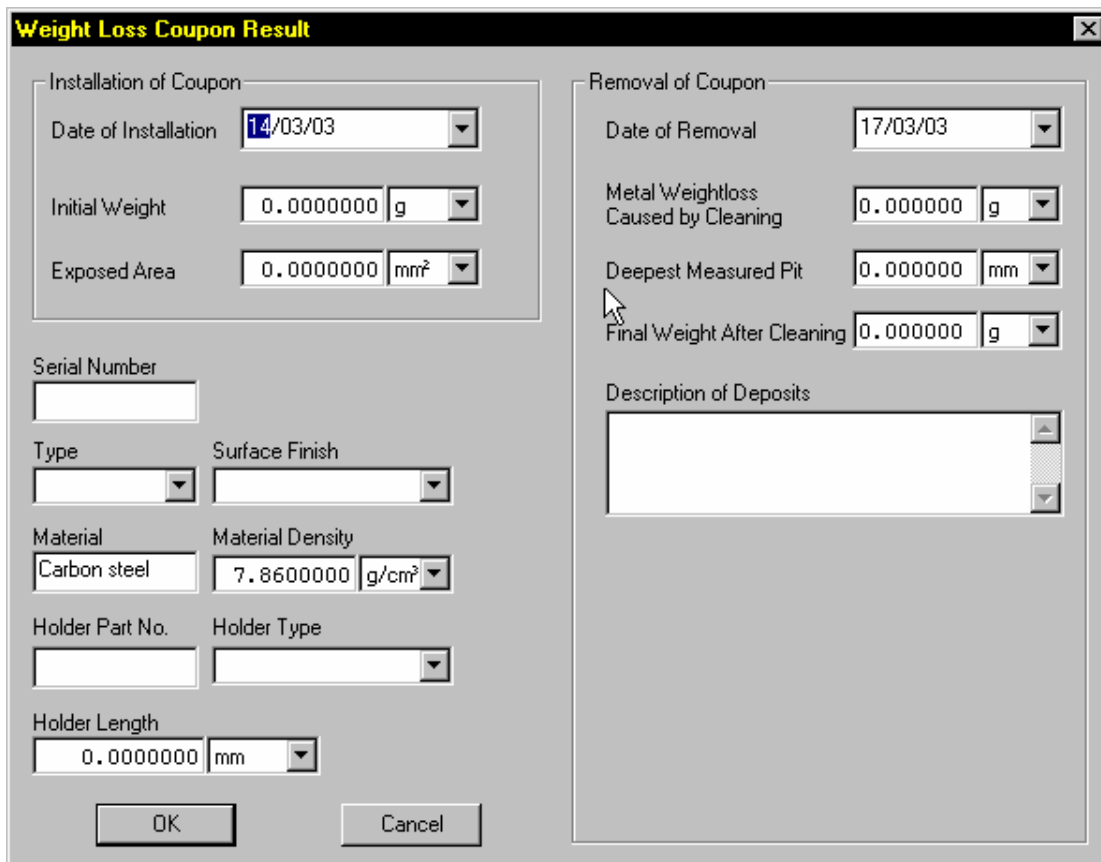 Weight Loss Coupon Result
Installation of Coupon
Date of Installation 14/03/03
Initial Weight 0.0000000 g
Exposed Area 0.0000000 mm²
Serial Number
Type Surface Finish
Material Material Density
Carbon steel 7.8600000 g/cm³
Holder Part No. Holder Type
Holder Length
0.0000000 mm
OK Cancel
Removal of Coupon
Date of Removal 17/03/03
Metal Weightloss
Caused by Cleaning 0.000000 g
Deepest Measured Pit 0.000000 mm
Final Weight After Cleaning 0.000000 g
Description of Deposits